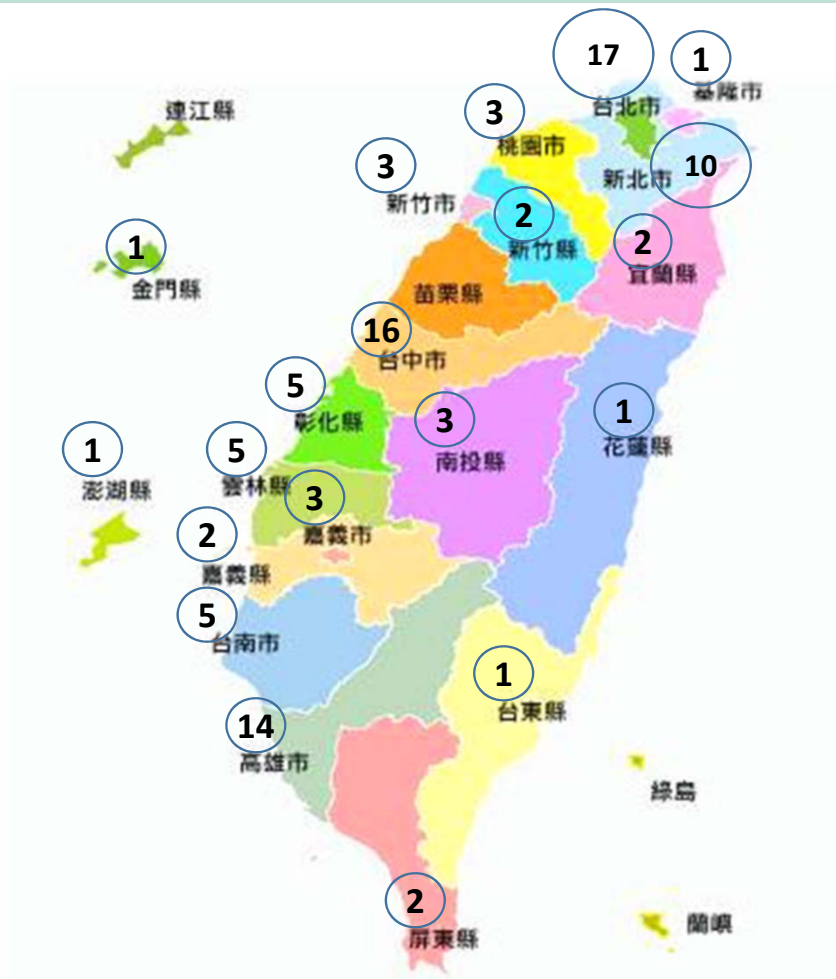 17
1
基隆市
台北市
連江縣
3
桃園市
3
新竹市
10
新北市
2
新竹縣
2
宜蘭縣
1
金門縣
苗栗縣
16
台中市
5
彰化縣
3
南投縣
1
花蓮縣
1
澎湖縣
5
雲林縣
3
嘉義市
2
嘉義縣
5
台南市
1
台東縣
14
高雄市
綠島
2
屏東縣
蘭嶼